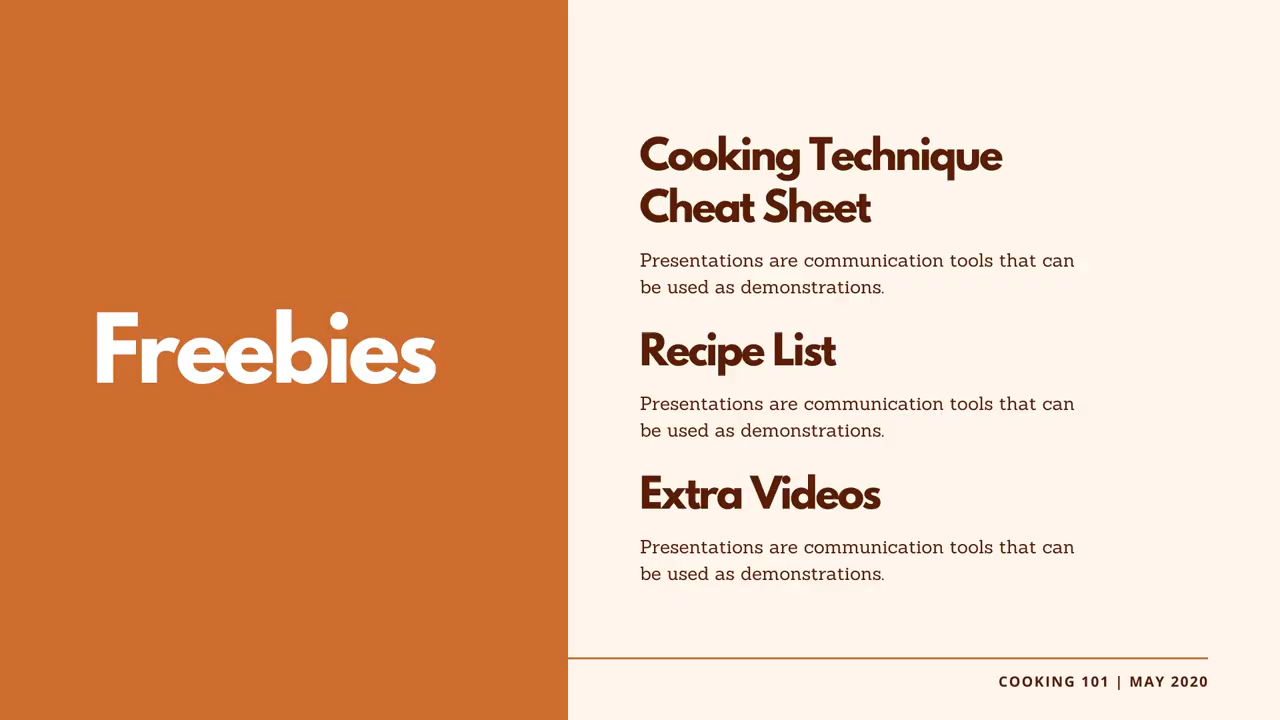 Freebies
Cooking Technique
Cheat Sheet
Presentations are communication tools that can
be used as demonstrations.
Recipe List
Presentations are communication tools that can
be used as demonstrations.
Extra Videos
Presentations are communication tools that can
be used as demonstrations.
COOKING 101 | MAY 2020